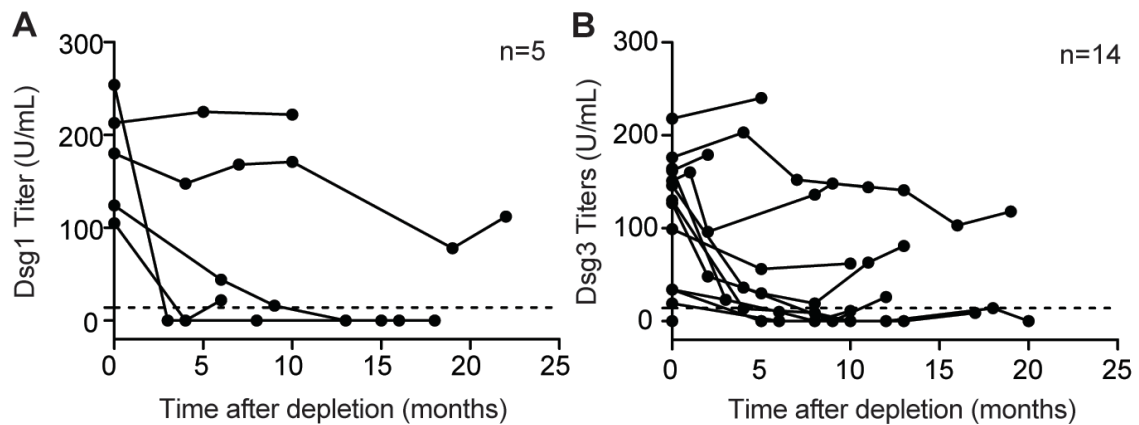 A
n=5
Dsg1 Titer (U/mL)
300
200
100
0
0 5 10 15 20 25
Time after depletion (months)
B
n=14
Dsg3 Titers (U/mL)
300
200
100
0
0 5 10 15 20 25
Time after depletion (months)